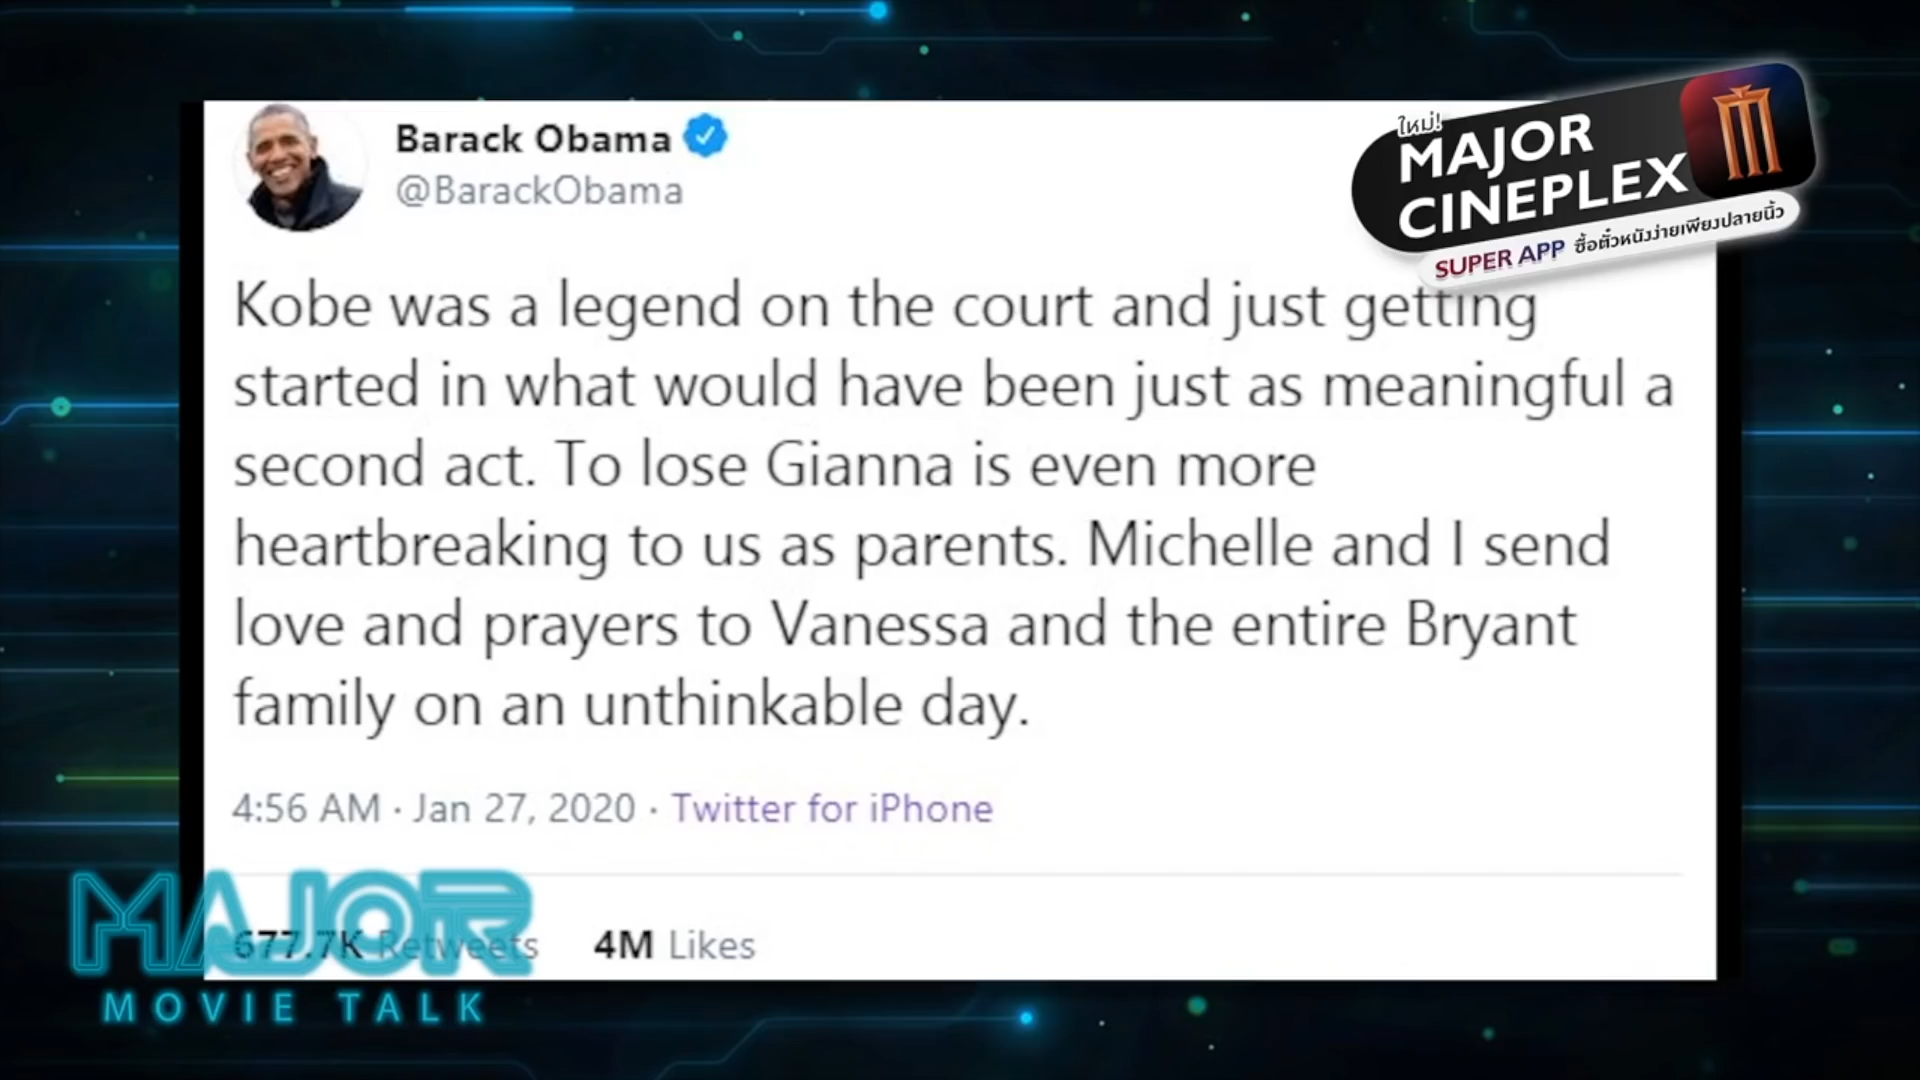 Barack Obama
@BarackObama
ใหม่!
MAJOR
CINEPLEX
SUPER APP ซื้อตั๋วหนังง่ายเพียงปลายนิ้ว
Kobe was a legend on the court and just getting
started in what would have been just as meaningful a
second act. To lose Gianna is even more
heartbreaking to us as parents. Michelle and I send
love and prayers to Vanessa and the entire Bryant
family on an unthinkable day.
4:56 AM · Jan 27, 2020 · Twitter for iPhone
677.7K Retweets 4M Likes
MAJOR
MOVIE TALK